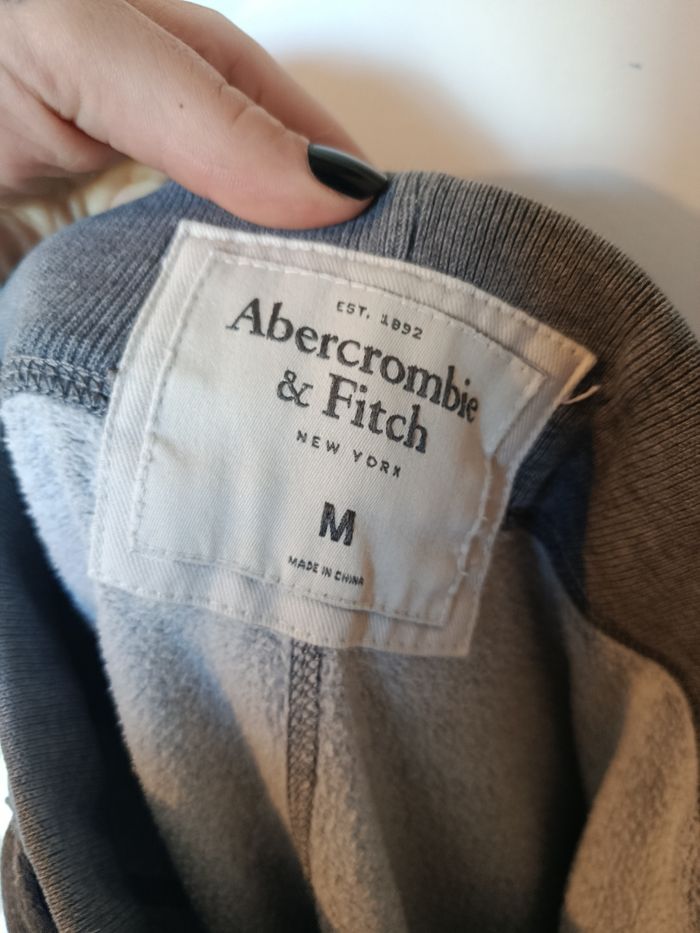 EST. 1892
Abercrombie
& Fitch
NEW YORK
M
MADE IN CHINA